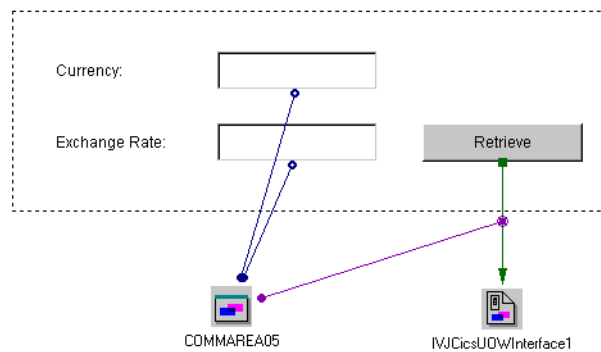 Currency:
Exchange Rate:
Retrieve
COMMAREA05
IVJCicsUOWInterface1